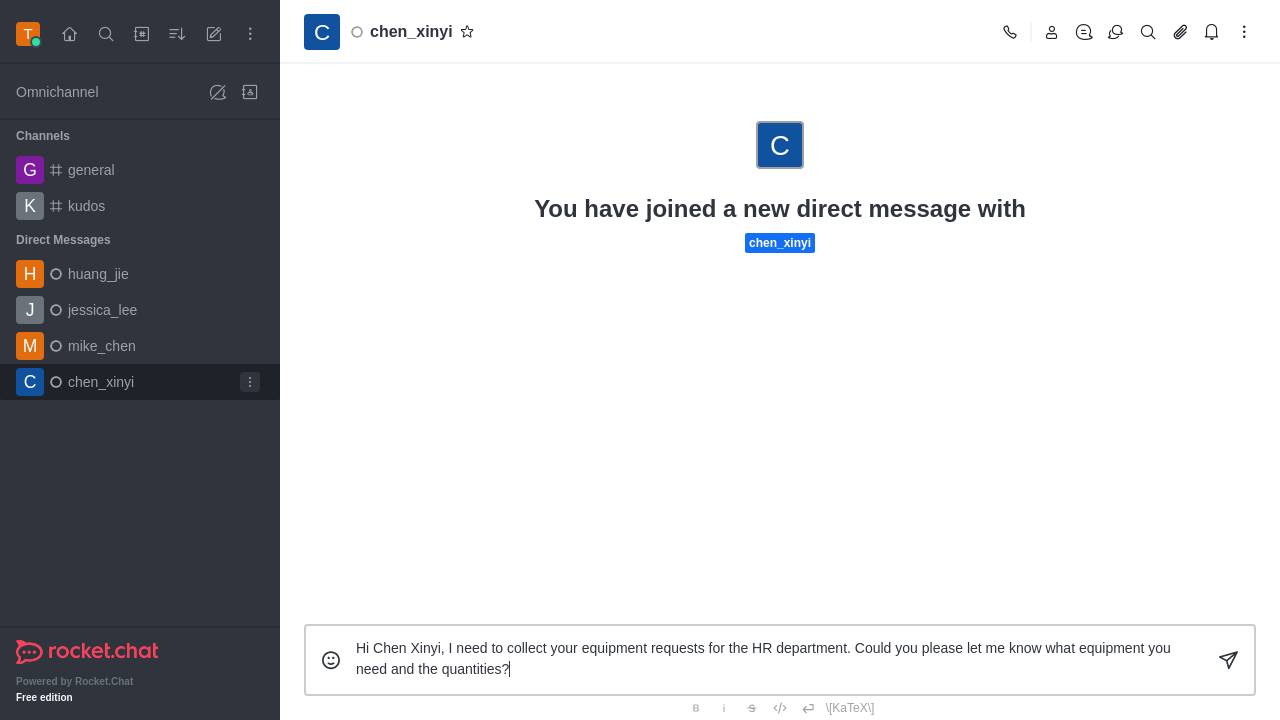 T
Omnichannel
Channels
G general
K kudos
Direct Messages
H huang_jie
J jessica_lee
M mike_chen
C chen_xinyi
rocket.chat
Powered by Rocket.Chat
Free edition
C chen_xinyi
C
You have joined a new direct message with
chen_xinyi
Hi Chen Xinyi, I need to collect your equipment requests for the HR department. Could you please let me know what equipment you
need and the quantities?
B i S \[KaTeX\]